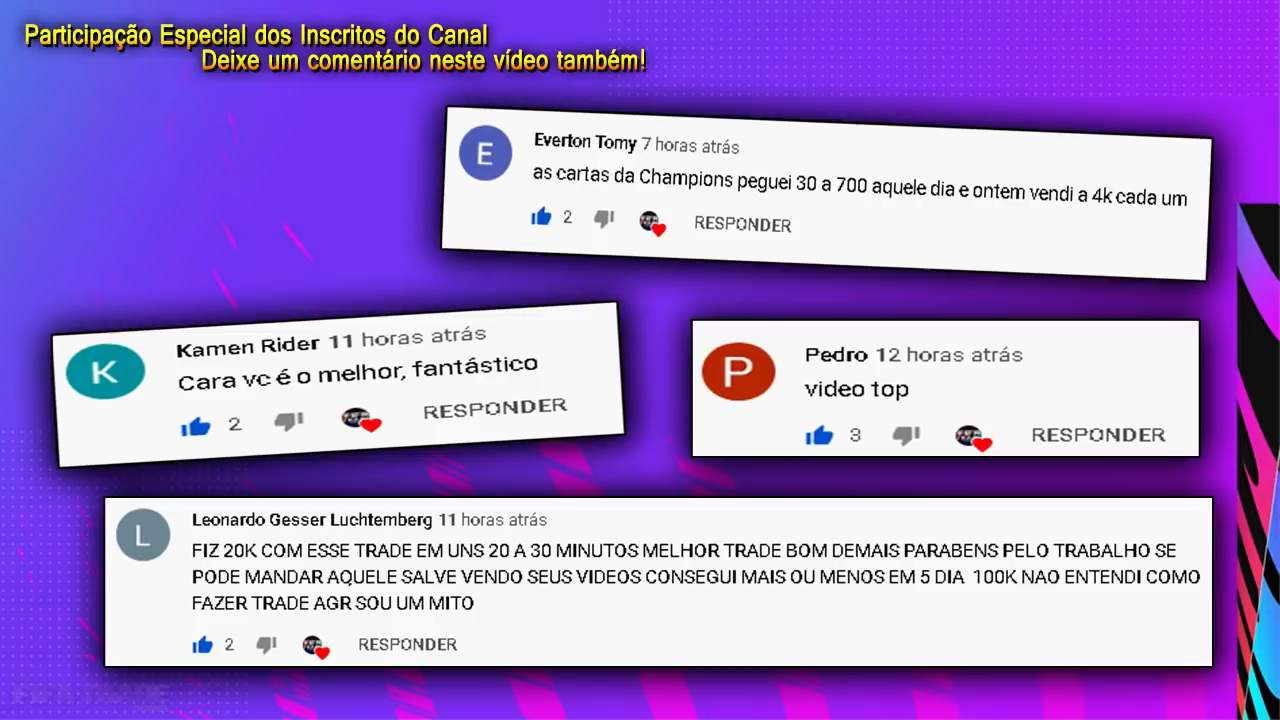 Participação Especial dos Inscritos do Canal
Deixe um comentário neste vídeo também!
E
Everton Tomy 7 horas atrás
as cartas da Champions peguei 30 a 700 aquele dia e ontem vendi a 4k cada um
2 RESPONDER
K
Kamen Rider 11 horas atrás
Cara vc é o melhor, fantástico
2 RESPONDER
P
Pedro 12 horas atrás
video top
3 RESPONDER
L
Leonardo Gesser Luchtemberg 11 horas atrás
FIZ 20K COM ESSE TRADE EM UNS 20 A 30 MINUTOS MELHOR TRADE BOM DEMAIS PARABENS PELO TRABALHO SE
PODE MANDAR AQUELE SALVE VENDO SEUS VIDEOS CONSEGUI MAIS OU MENOS EM 5 DIA 100K NAO ENTENDI COMO
FAZER TRADE AGR SOU UM MITO
2 RESPONDER